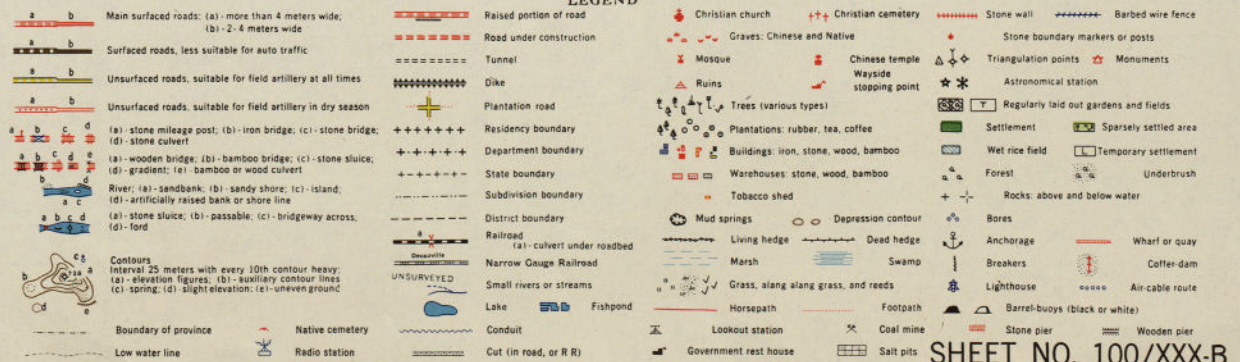 LEGEND
a b
Main surfaced roads: (a) - more than 4 meters wide;
(b) - 2-4 meters wide
a b
Surfaced roads, less suitable for auto traffic
a b
Unsurfaced roads, suitable for field artillery at all times
a b
Unsurfaced roads, suitable for field artillery in dry season
a b c d
(a) - stone mileage post; (b) - iron bridge; (c) - stone bridge;
(d) - stone culvert
a b c d e
(a) - wooden bridge; (b) - bamboo bridge; (c) - stone sluice;
(d) - gradient; (e) - bamboo or wood culvert
b d
a c
River; (a) - sandbank; (b) - sandy shore; (c) - island;
(d) - artificially raised bank or shore line
a b c d
(a) - stone sluice; (b) - passable; (c) - bridgeway across,
(d) - ford
c
a
b
d
e
Contours
Interval 25 meters with every 10th contour heavy;
(a) - elevation figures; (b) - auxiliary contour lines
(c) - spring; (d) - slight elevation; (e) - uneven ground
Boundary of province
Native cemetery
Low water line
Radio station
Raised portion of road
Road under construction
Tunnel
Dike
Plantation road
Residency boundary
Department boundary
State boundary
Subdivision boundary
District boundary
a
Railroad
(a) - culvert under roadbed
Decauville
Narrow Gauge Railroad
UNSURVEYED
Small rivers or streams
Lake
Fishpond
Conduit
Cut (in road, or R R)
Christian church
Christian cemetery
Graves: Chinese and Native
Mosque
Chinese temple
Ruins
Wayside
stopping point
Trees (various types)
Plantations: rubber, tea, coffee
Buildings: iron, stone, wood, bamboo
Warehouses: stone, wood, bamboo
Tobacco shed
Mud springs
Depression contour
Living hedge
Dead hedge
Marsh
Swamp
Grass, along alang grass, and reeds
Horsepath
Footpath
Lookout station
Coal mine
Government rest house
Salt pits
Stone wall
Barbed wire fence
Stone boundary markers or posts
Triangulation points
Monuments
Astronomical station
T
Regularly laid out gardens and fields
Settlement
Sparsely settled area
Wet rice field
L
Temporary settlement
Forest
Underbrush
Rocks: above and below water
Bores
Anchorage
Wharf or quay
Breakers
Coffer-dam
Lighthouse
Air-cable route
Barrel-buoys (black or white)
Stone pier
Wooden pier
SHEET NO. 100/XXX-B